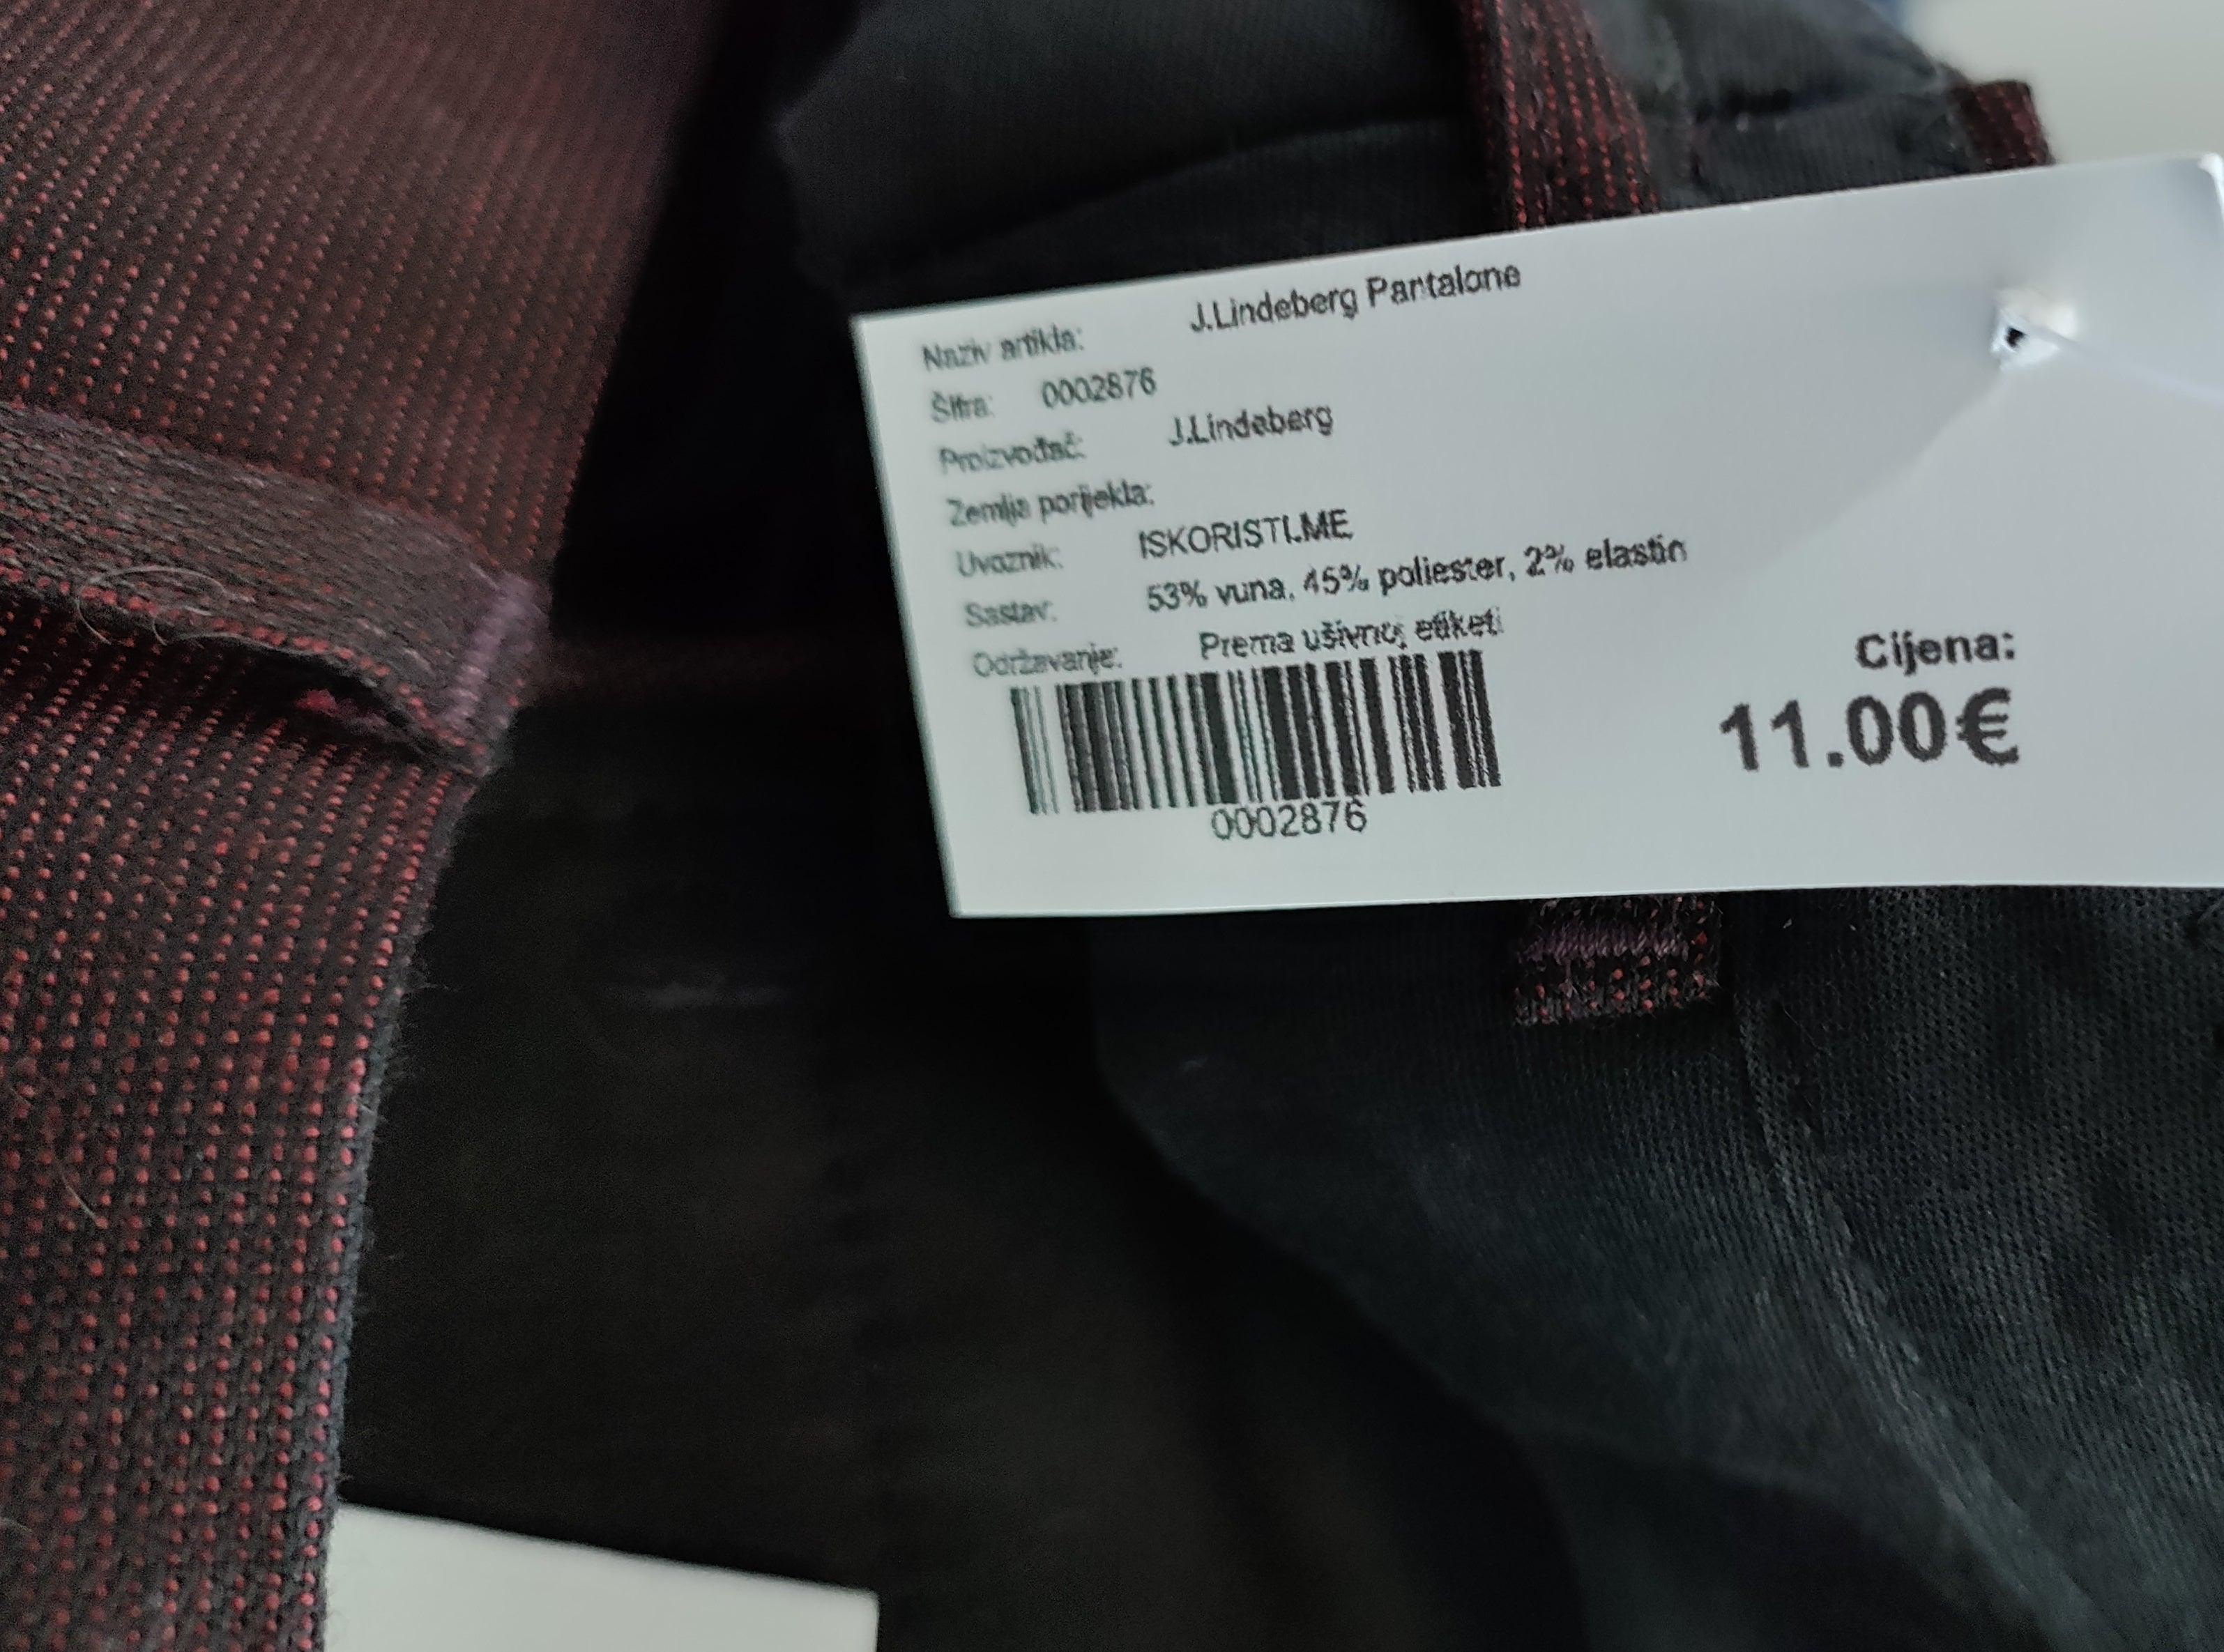 Naziv artikla: J.Lindeberg Pantalone
Šifra: 0002876
Proizvođač: J.Lindeberg
Zemlja porijekla:
Uvoznik: ISKORISTI.ME
Sastav: 53% vuna, 45% poliester, 2% elastin
Održavanje: Prema ušivnoj etiketi
0002876
Cijena:
11.00€